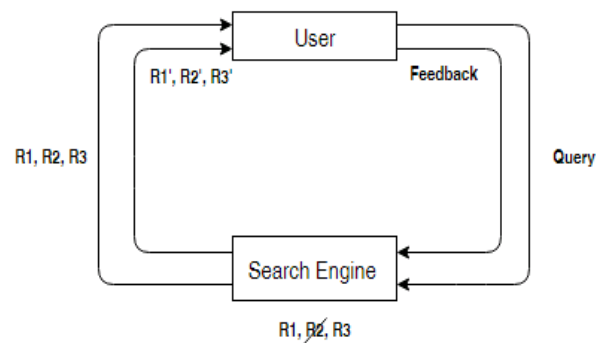 User
R1', R2', R3'
Feedback
R1, R2, R3
Query
Search Engine
R1, R2, R3